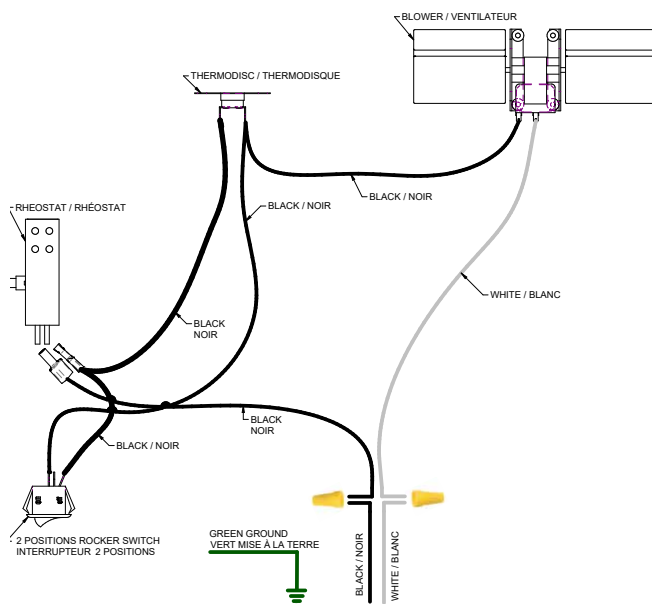 BLOWER / VENTILATEUR
THERMODISC / THERMODISQUE
BLACK / NOIR
BLACK / NOIR
RHEOSTAT / RHÉOSTAT
WHITE / BLANC
BLACK
NOIR
BLACK
NOIR
BLACK / NOIR
2 POSITIONS ROCKER SWITCH
INTERRUPTEUR 2 POSITIONS
GREEN GROUND
VERT MISE À LA TERRE
BLACK / NOIR
WHITE / BLANC